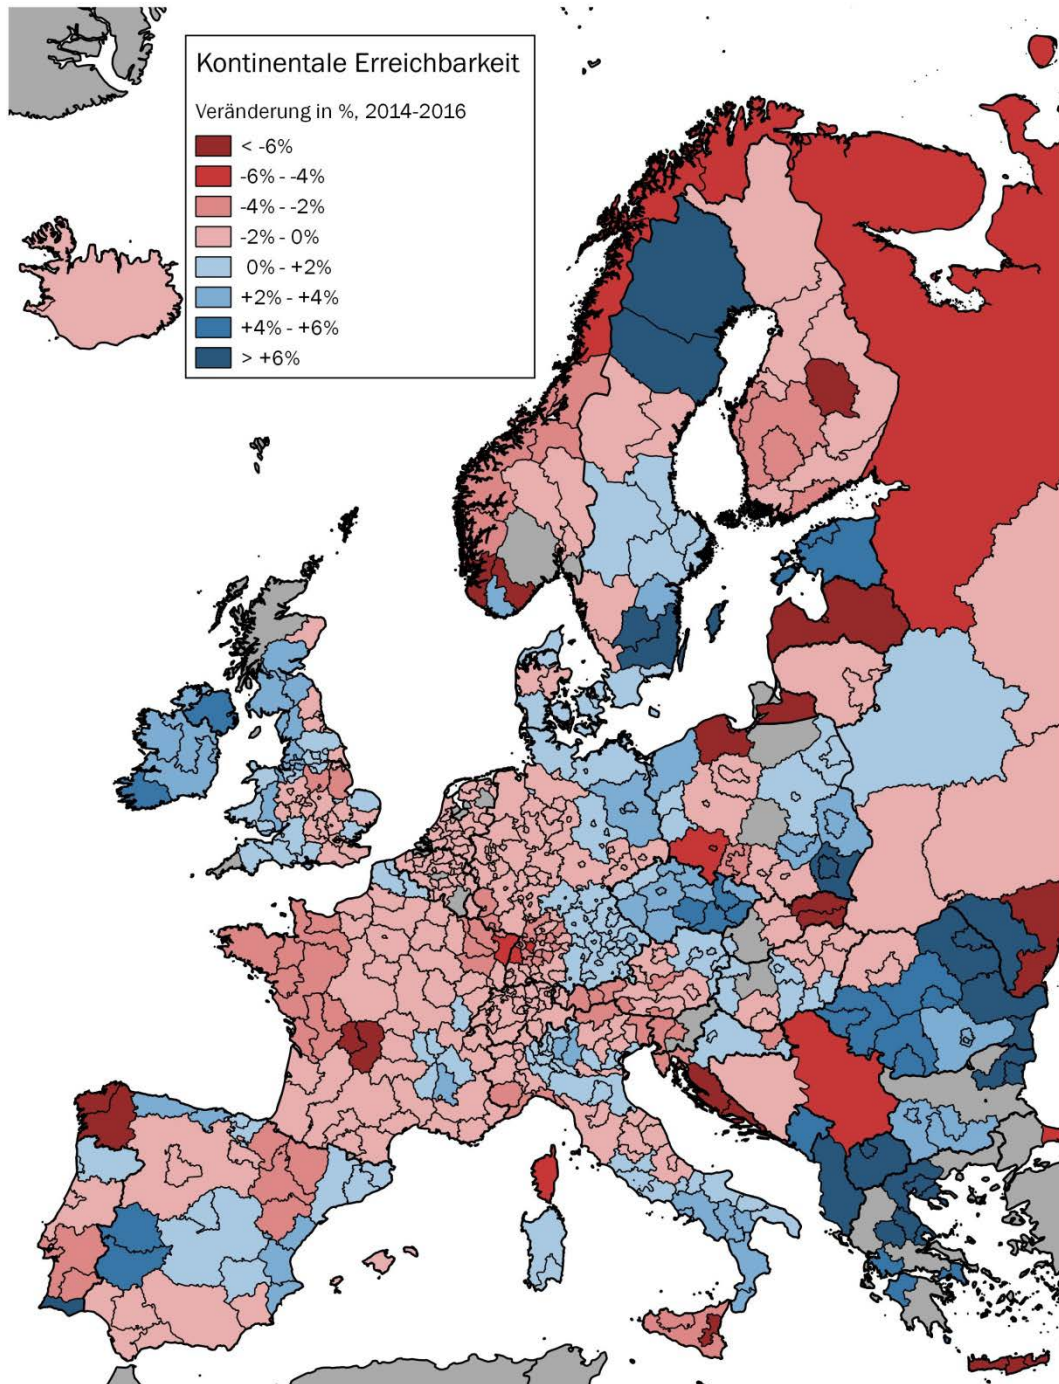 Kontinentale Erreichbarkeit
Veränderung in %, 2014-2016
< -6%
-6% - -4%
-4% - -2%
-2% - 0%
0% - +2%
+2% - +4%
+4% - +6%
> +6%